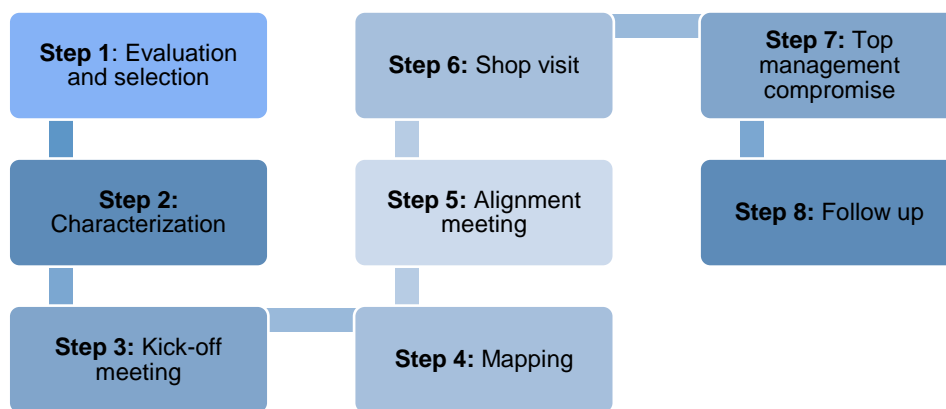 Step 1: Evaluation
and selection
Step 2:
Characterization
Step 3: Kick-off
meeting
Step 4: Mapping
Step 5: Alignment
meeting
Step 6: Shop visit
Step 7: Top
management
compromise
Step 8: Follow up